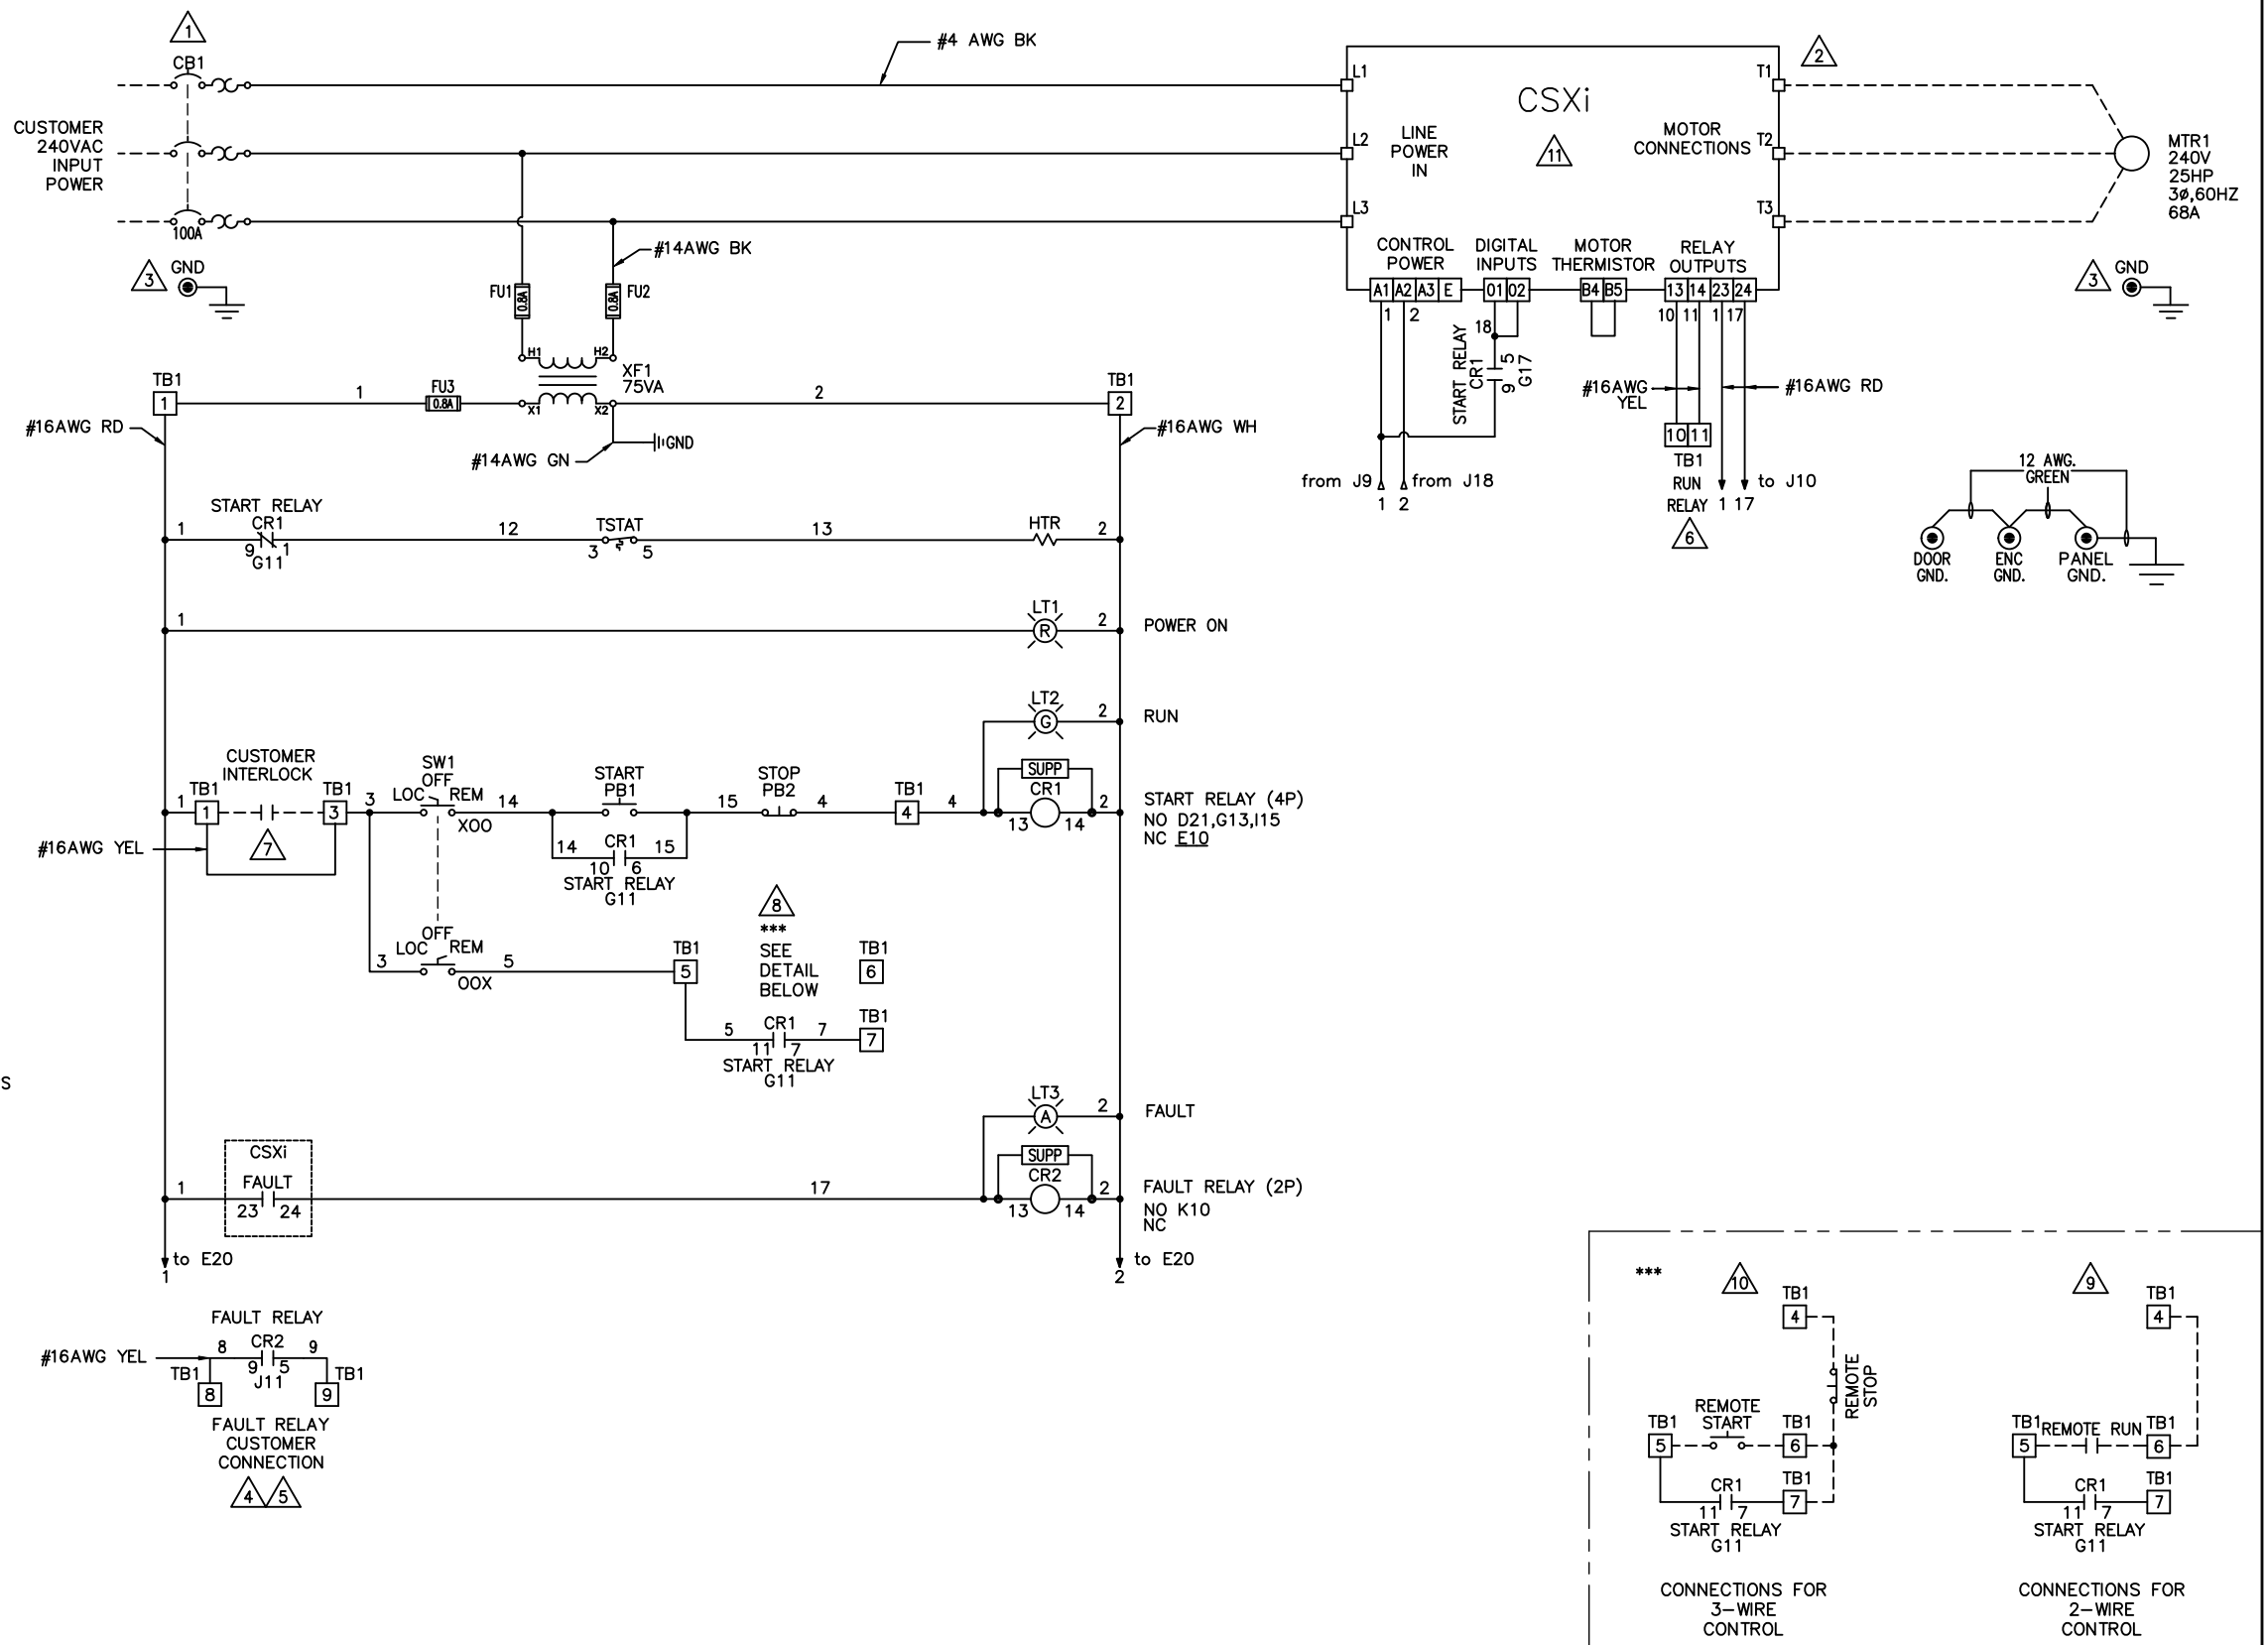 1
CB1
#4 AWG BK
CUSTOMER
240VAC
INPUT
POWER
100A
3
GND
L1
L2
L3
LINE
POWER
IN
CSXi
11
MOTOR
CONNECTIONS
T1
T2
T3
2
MTR1
240V
25HP
3ø,60HZ
68A
3
GND
CONTROL
POWER
DIGITAL
INPUTS
MOTOR
THERMISTOR
RELAY
OUTPUTS
A1 A2 A3 E
01 02
B4 B5
13 14 23 24
1 2
18
10 11 1 17
START RELAY
CR1
9 5
G17
#16AWG
YEL
#16AWG RD
10 11
TB1
RUN
RELAY
6
from J9
1 2
from J18
1 17
to J10
#14AWG BK
FU1
0.8A
FU2
0.8A
H1 H2
XF1
75VA
X1 X2
TB1
1
1
FU3
0.8A
2
TB1
2
#16AWG RD
#14AWG GN
GND
#16AWG WH
12 AWG.
GREEN
DOOR
GND.
ENC
GND.
PANEL
GND.
START RELAY
1
CR1
9 1
G11
12
TSTAT
3 5
13
HTR
2
1
LT1
R
2
POWER ON
LT2
G
2
RUN
CUSTOMER
INTERLOCK
1
TB1
1
TB1
3
7
#16AWG YEL
3
SW1
OFF
LOC REM
XOO
14
START
PB1
15
STOP
PB2
4
TB1
4
4
SUPP
CR1
13 14
2
START RELAY (4P)
NO D21,G13,I15
NC E10
14
CR1
15
10 6
START RELAY
G11
OFF
LOC REM
3
OOX
5
TB1
5
8
***
SEE
DETAIL
BELOW
TB1
6
5
CR1
7
11 7
START RELAY
G11
TB1
7
S
LT3
A
2
FAULT
1
CSXi
FAULT
23 24
17
SUPP
CR2
13 14
2
FAULT RELAY (2P)
NO K10
NC
to E20
1
to E20
2
FAULT RELAY
#16AWG YEL
8
CR2
9
9 5
J11
TB1
8
TB1
9
FAULT RELAY
CUSTOMER
CONNECTION
4 5
***
10
TB1
4
REMOTE
STOP
REMOTE
START
TB1
5
TB1
6
CR1
11 7
START RELAY
G11
TB1
7
CONNECTIONS FOR
3-WIRE
CONTROL
9
TB1
4
TB1
5
REMOTE RUN
TB1
6
CR1
11 7
START RELAY
G11
TB1
7
CONNECTIONS FOR
2-WIRE
CONTROL